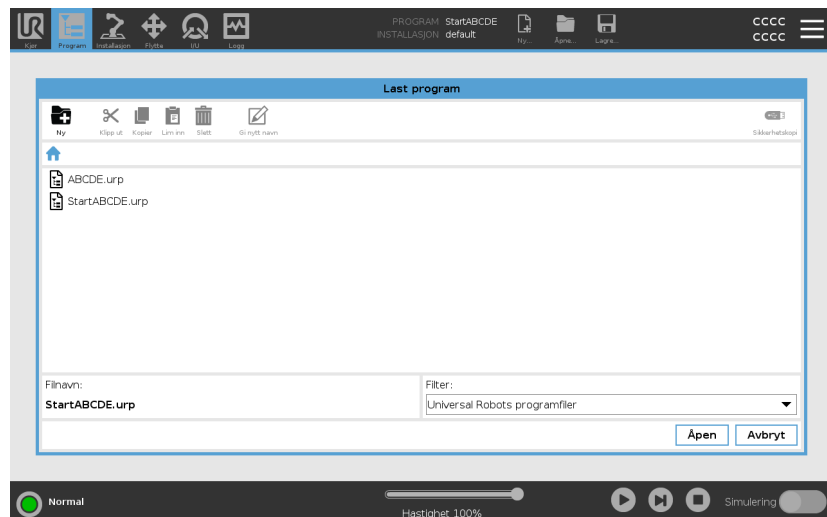 UR
PROGRAM StartABCDE
INSTALLASJON default
Kjør Program Installasjon Flytte I/U Logg Ny... Åpne... Lagre...
CCCC
CCCC
Last program
Ny Klipp ut Kopier Lim inn Slett Gi nytt navn Sikkerhetskopi
ABCDE.urp
StartABCDE.urp
Filnavn: Filter:
StartABCDE.urp Universal Robots programfiler
Åpen Avbryt
Normal Hastighet 100% Simulering